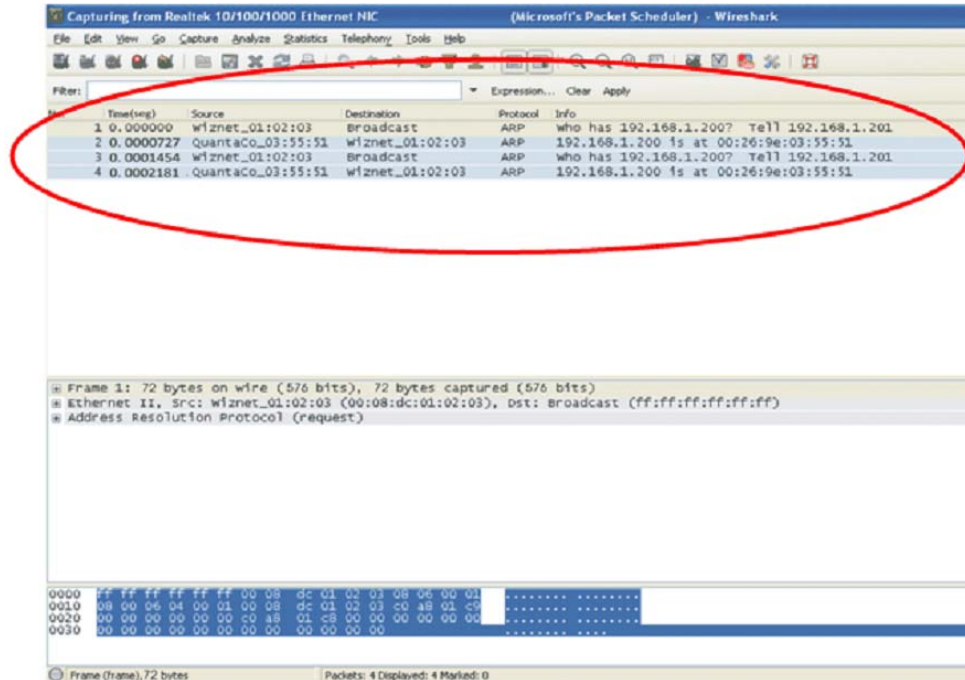 Capturing from Realtek 10/100/1000 Ethernet NIC (Microsoft's Packet Scheduler) - Wireshark
File Edit View Go Capture Analyze Statistics Telephony Tools Help
Filter: Expression... Clear Apply
Time(seg) Source Destination Protocol Info
1 0.000000 Wiznet_01:02:03 Broadcast ARP who has 192.168.1.200? Tell 192.168.1.201
2 0.0000727 QuantaCo_03:55:51 Wiznet_01:02:03 ARP 192.168.1.200 is at 00:26:9e:03:55:51
3 0.0001454 Wiznet_01:02:03 Broadcast ARP who has 192.168.1.200? Tell 192.168.1.201
4 0.0002181 QuantaCo_03:55:51 Wiznet_01:02:03 ARP 192.168.1.200 is at 00:26:9e:03:55:51
Frame 1: 72 bytes on wire (576 bits), 72 bytes captured (576 bits)
Ethernet II, Src: Wiznet_01:02:03 (00:08:dc:01:02:03), Dst: Broadcast (ff:ff:ff:ff:ff:ff)
Address Resolution Protocol (request)
0000 ff ff ff ff ff ff 00 08 dc 01 02 03 08 06 00 01 ........ ........
0010 08 00 06 04 00 01 00 08 dc 01 02 03 c0 a8 01 c9 ........ ........
0020 00 00 00 00 00 00 c0 a8 01 c8 00 00 00 00 00 00 ........ ........
0030 00 00 00 00 00 00 00 00 00 00 00 00 ........ ....
Frame (frame), 72 bytes Packets: 4 Displayed: 4 Marked: 0